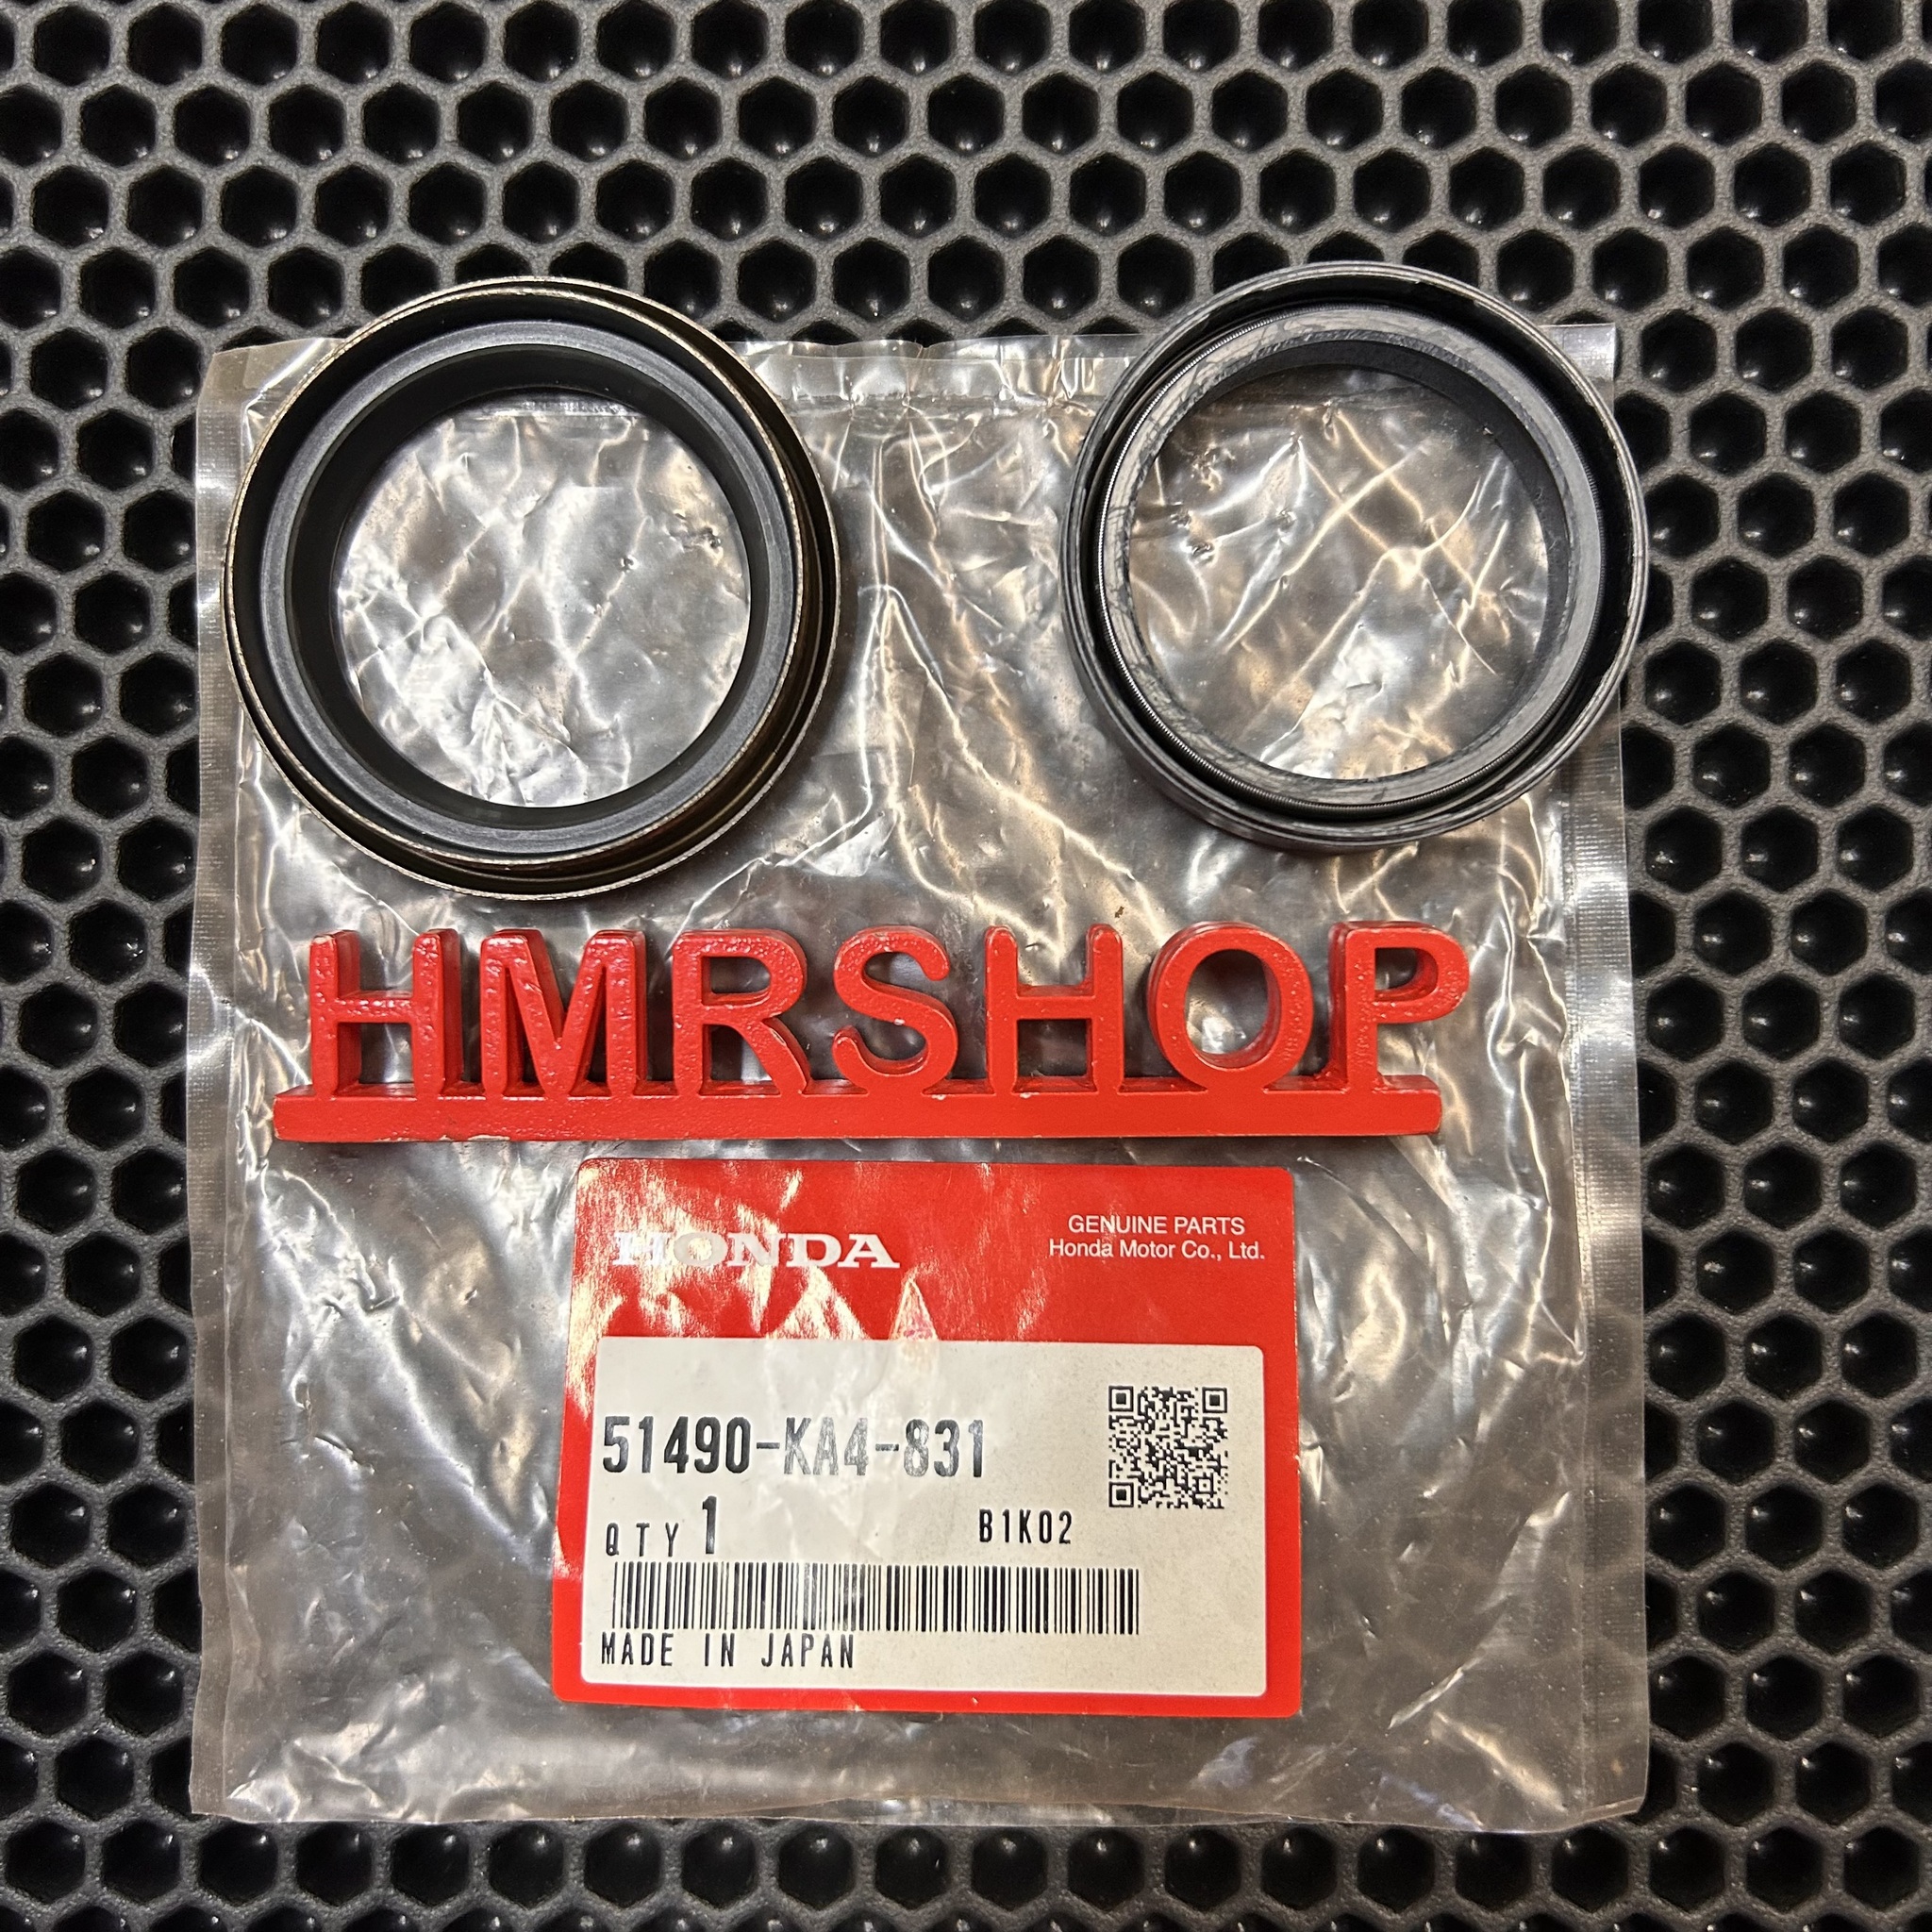 HMRSHOP
HONDA
GENUINE PARTS
Honda Motor Co., Ltd.
51490-KA4-831
QTY 1
B1K02
MADE IN JAPAN